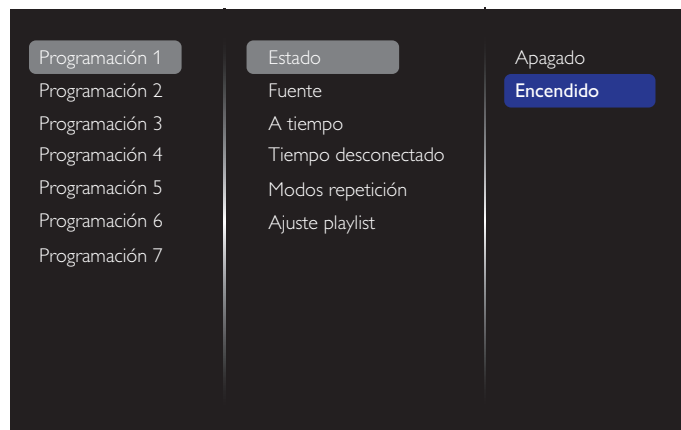 Programación 1
Programación 2
Programación 3
Programación 4
Programación 5
Programación 6
Programación 7
Estado
Fuente
A tiempo
Tiempo desconectado
Modos repetición
Ajuste playlist
Apagado
Encendido